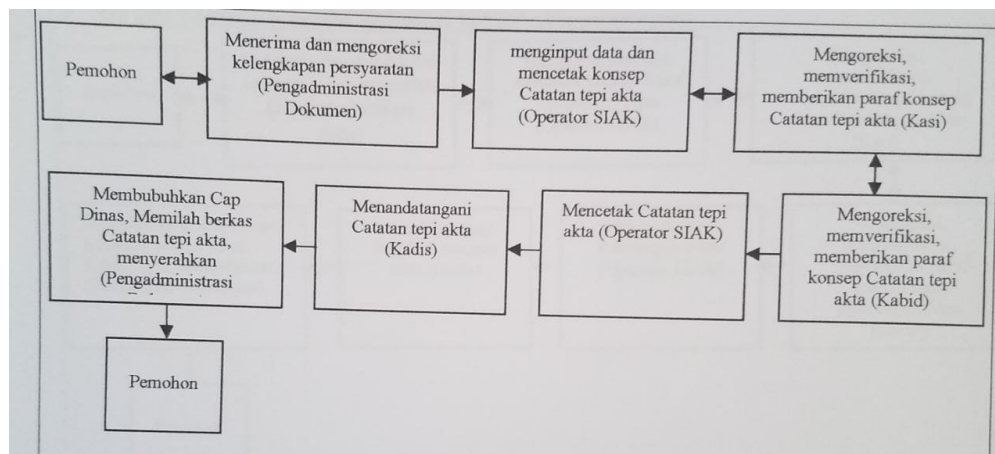 Pemohon
Menerima dan mengoreksi
kelengkapan persyaratan
(Pengadministrasi
Dokumen)
menginput data dan
mencetak konsep
Catatan tepi akta
(Operator SIAK)
Mengoreksi,
memverifikasi,
memberikan paraf konsep
Catatan tepi akta (Kasi)
Mengoreksi,
memverifikasi,
memberikan paraf
konsep Catatan tepi
akta (Kabid)
Mencetak Catatan tepi
akta (Operator SIAK)
Menandatangani
Catatan tepi akta
(Kadis)
Membubuhkan Cap
Dinas, Memilah berkas
Catatan tepi akta,
menyerahkan
(Pengadministrasi
Pemohon